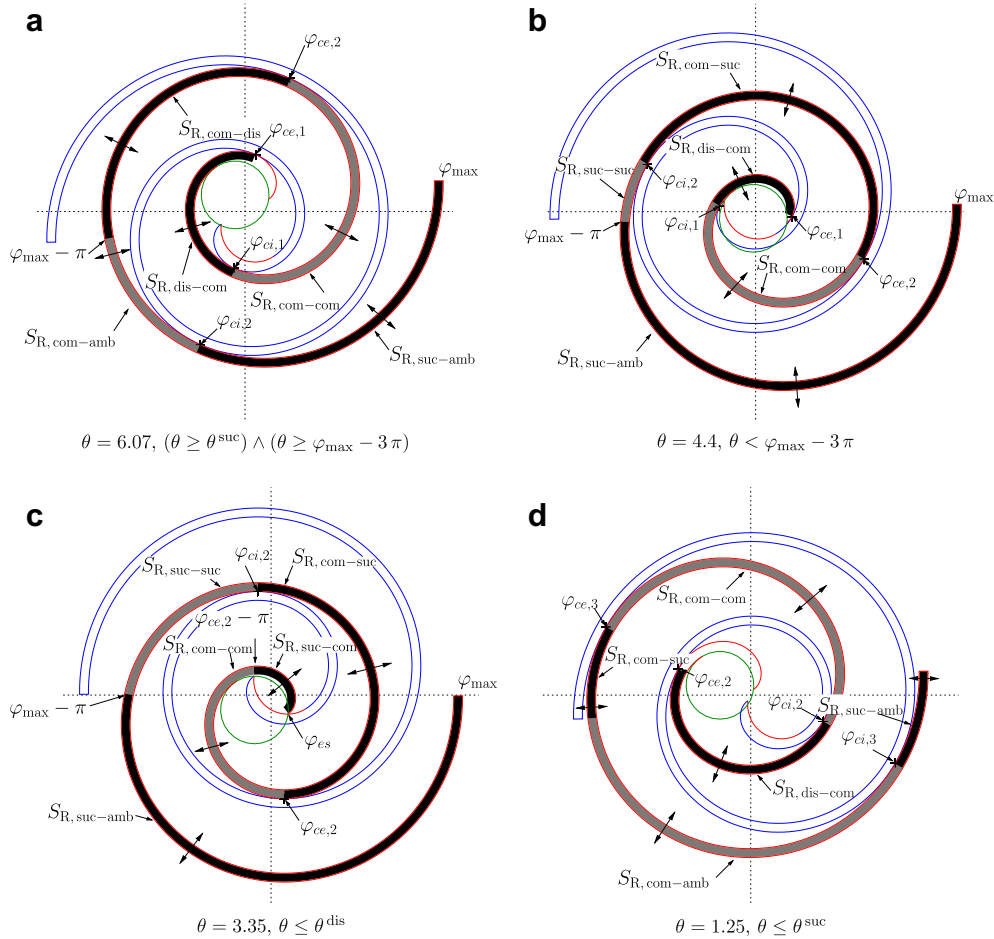 a
φce,2
φce,1
SR, com−dis
φmax
φmax − π
φci,1
SR, dis−com
SR, com−com
φci,2
SR, com−amb
SR, suc−amb
θ = 6.07, (θ ≥ θ^suc) ∧ (θ ≥ φmax − 3 π)
b
SR, com−suc
SR, dis−com
SR, suc−suc
φci,2
φmax
φci,1
φmax − π
φce,1
SR, com−com
φce,2
SR, suc−amb
θ = 4.4, θ < φmax − 3 π
c
φci,2
SR, com−suc
SR, suc−suc
φce,2 − π
SR, com−com
SR, suc−com
φmax
φmax − π
φes
SR, suc−amb
φce,2
θ = 3.35, θ ≤ θ^dis
d
SR, com−com
φce,3
SR, com−suc
φce,2
φci,2
SR, suc−amb
φci,3
SR, dis−com
SR, com−amb
θ = 1.25, θ ≤ θ^suc